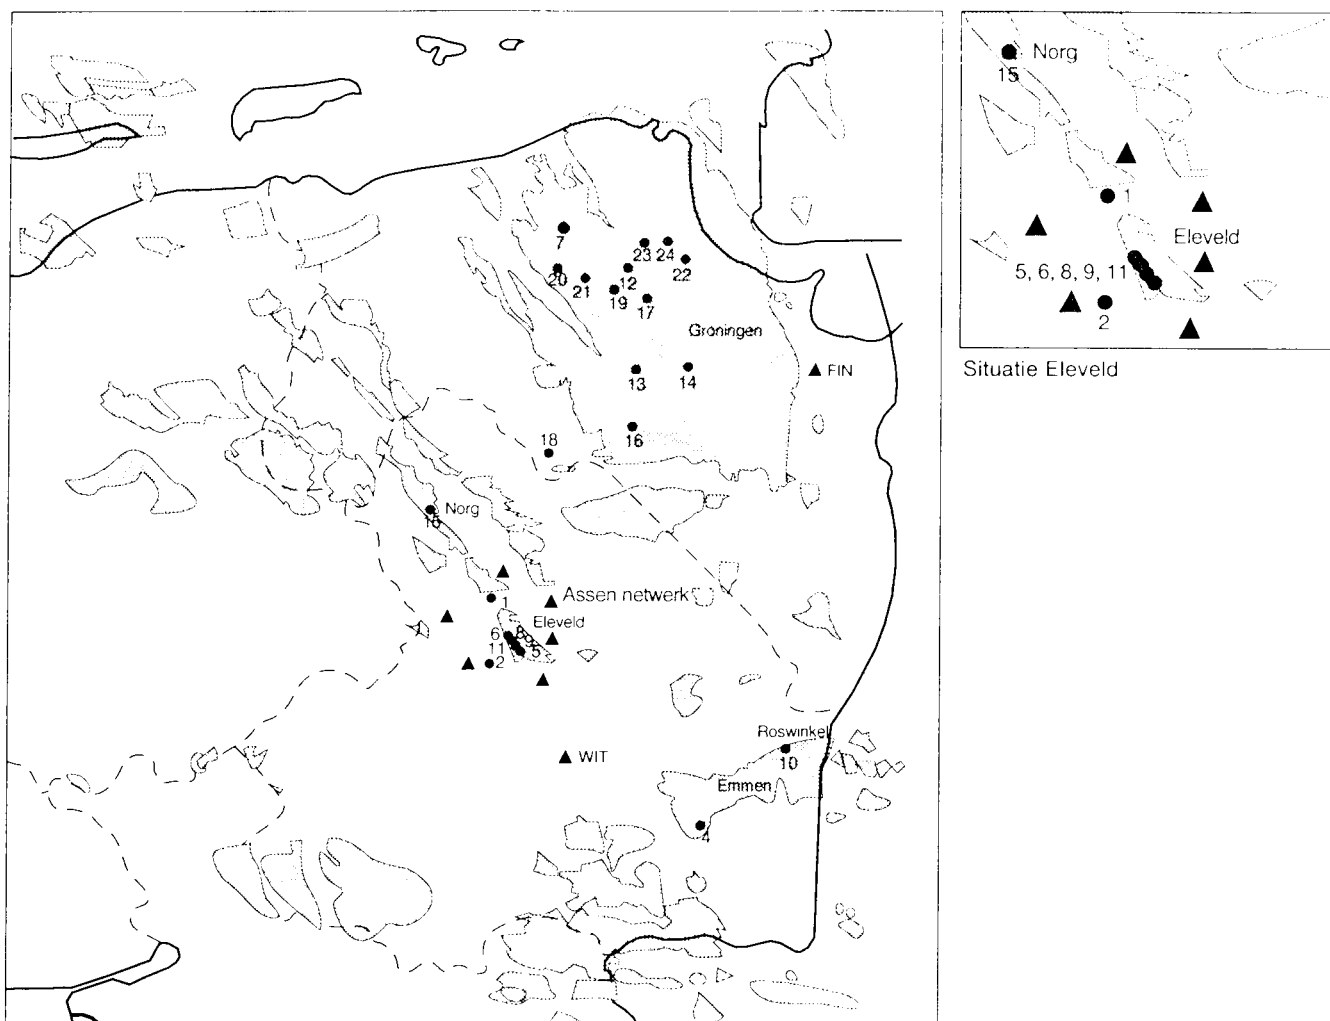 7
23
24
20
21
12
22
19
17
Groningen
13
14
FIN
16
18
Norg
15
Assen netwerk
1
Eleveld
6
8
9
11
5
2
WIT
Roswinkel
10
Emmen
4
Norg
15
1
Eleveld
5, 6, 8, 9, 11
2
Situatie Eleveld